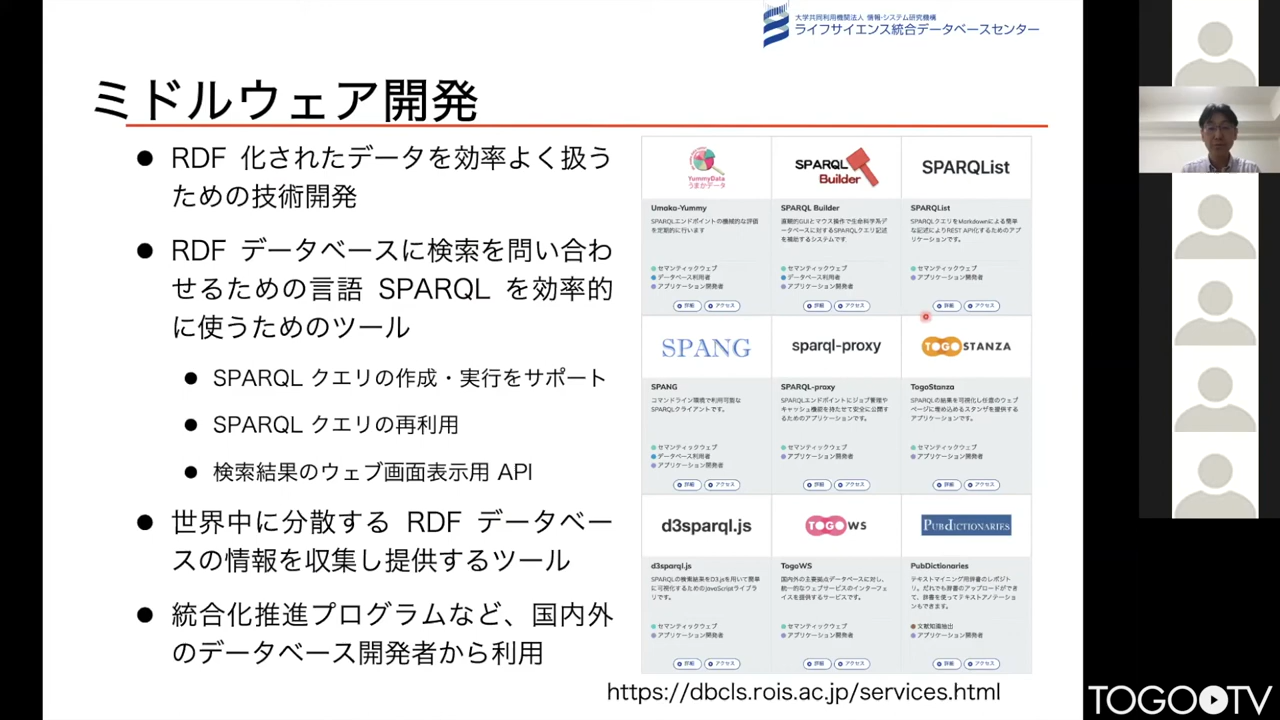 大学共同利用機関法人 情報・システム研究機構
ライフサイエンス統合データベースセンター
ミドルウェア開発
● RDF 化されたデータを効率よく扱う
ための技術開発
● RDF データベースに検索を問い合わ
せるための言語 SPARQL を効率的
に使うためのツール
● SPARQL クエリの作成・実行をサポート
● SPARQL クエリの再利用
● 検索結果のウェブ画面表示用 API
● 世界中に分散する RDF データベー
スの情報を収集し提供するツール
● 統合化推進プログラムなど、国内外
のデータベース開発者から利用
YummyData
うまかデータ
Umaka-Yummy
SPARQLエンドポイントの機械的な評価
を定期的に行います
セマンティックウェブ
データベース利用者
アプリケーション開発者
詳細 アクセス
SPARQL
Builder
SPARQL Builder
直観的GUIとマウス操作で生命科学系デ
ータベースに対するSPARQLクエリ記述
を補助するシステムです
セマンティックウェブ
データベース利用者
アプリケーション開発者
詳細 アクセス
SPARQList
SPARQList
SPARQLクエリをMarkdownによる簡単
な記述によりREST API化するためのアプ
リケーションです。
セマンティックウェブ
アプリケーション開発者
詳細 アクセス
SPANG
SPANG
コマンドライン環境で利用可能な
SPARQLクライアントです。
セマンティックウェブ
データベース利用者
アプリケーション開発者
詳細 アクセス
sparql-proxy
SPARQL-proxy
SPARQLエンドポイントにジョブ管理や
キャッシュ機能を持たせて安全に公開す
るためのアプリケーションです。
セマンティックウェブ
アプリケーション開発者
詳細 アクセス
TOGOSTANZA
TogoStanza
SPARQLの結果を可視化し任意のウェブ
ページに埋め込めるスタンザを提供する
アプリケーションです。
セマンティックウェブ
アプリケーション開発者
詳細 アクセス
d3sparql.js
d3sparql.js
SPARQLの検索結果をD3.jsを用いて簡単
に可視化するためのJavaScriptライブラ
リです。
セマンティックウェブ
アプリケーション開発者
詳細 アクセス
TOGO WS
TogoWS
国内外の主要拠点データベースに対し、
統一的なウェブサービスのインターフェ
イスを提供するサービスです。
セマンティックウェブ
アプリケーション開発者
詳細 アクセス
PUBDICTIONARIES
PubDictionaries
テキストマイニング用辞書のレポジト
リ。だれでも辞書のアップロードができ
て、辞書を使ってテキストアノテーショ
ンもできます。
文献知識抽出
アプリケーション開発者
詳細 アクセス
https://dbcls.rois.ac.jp/services.html
TOGO TV